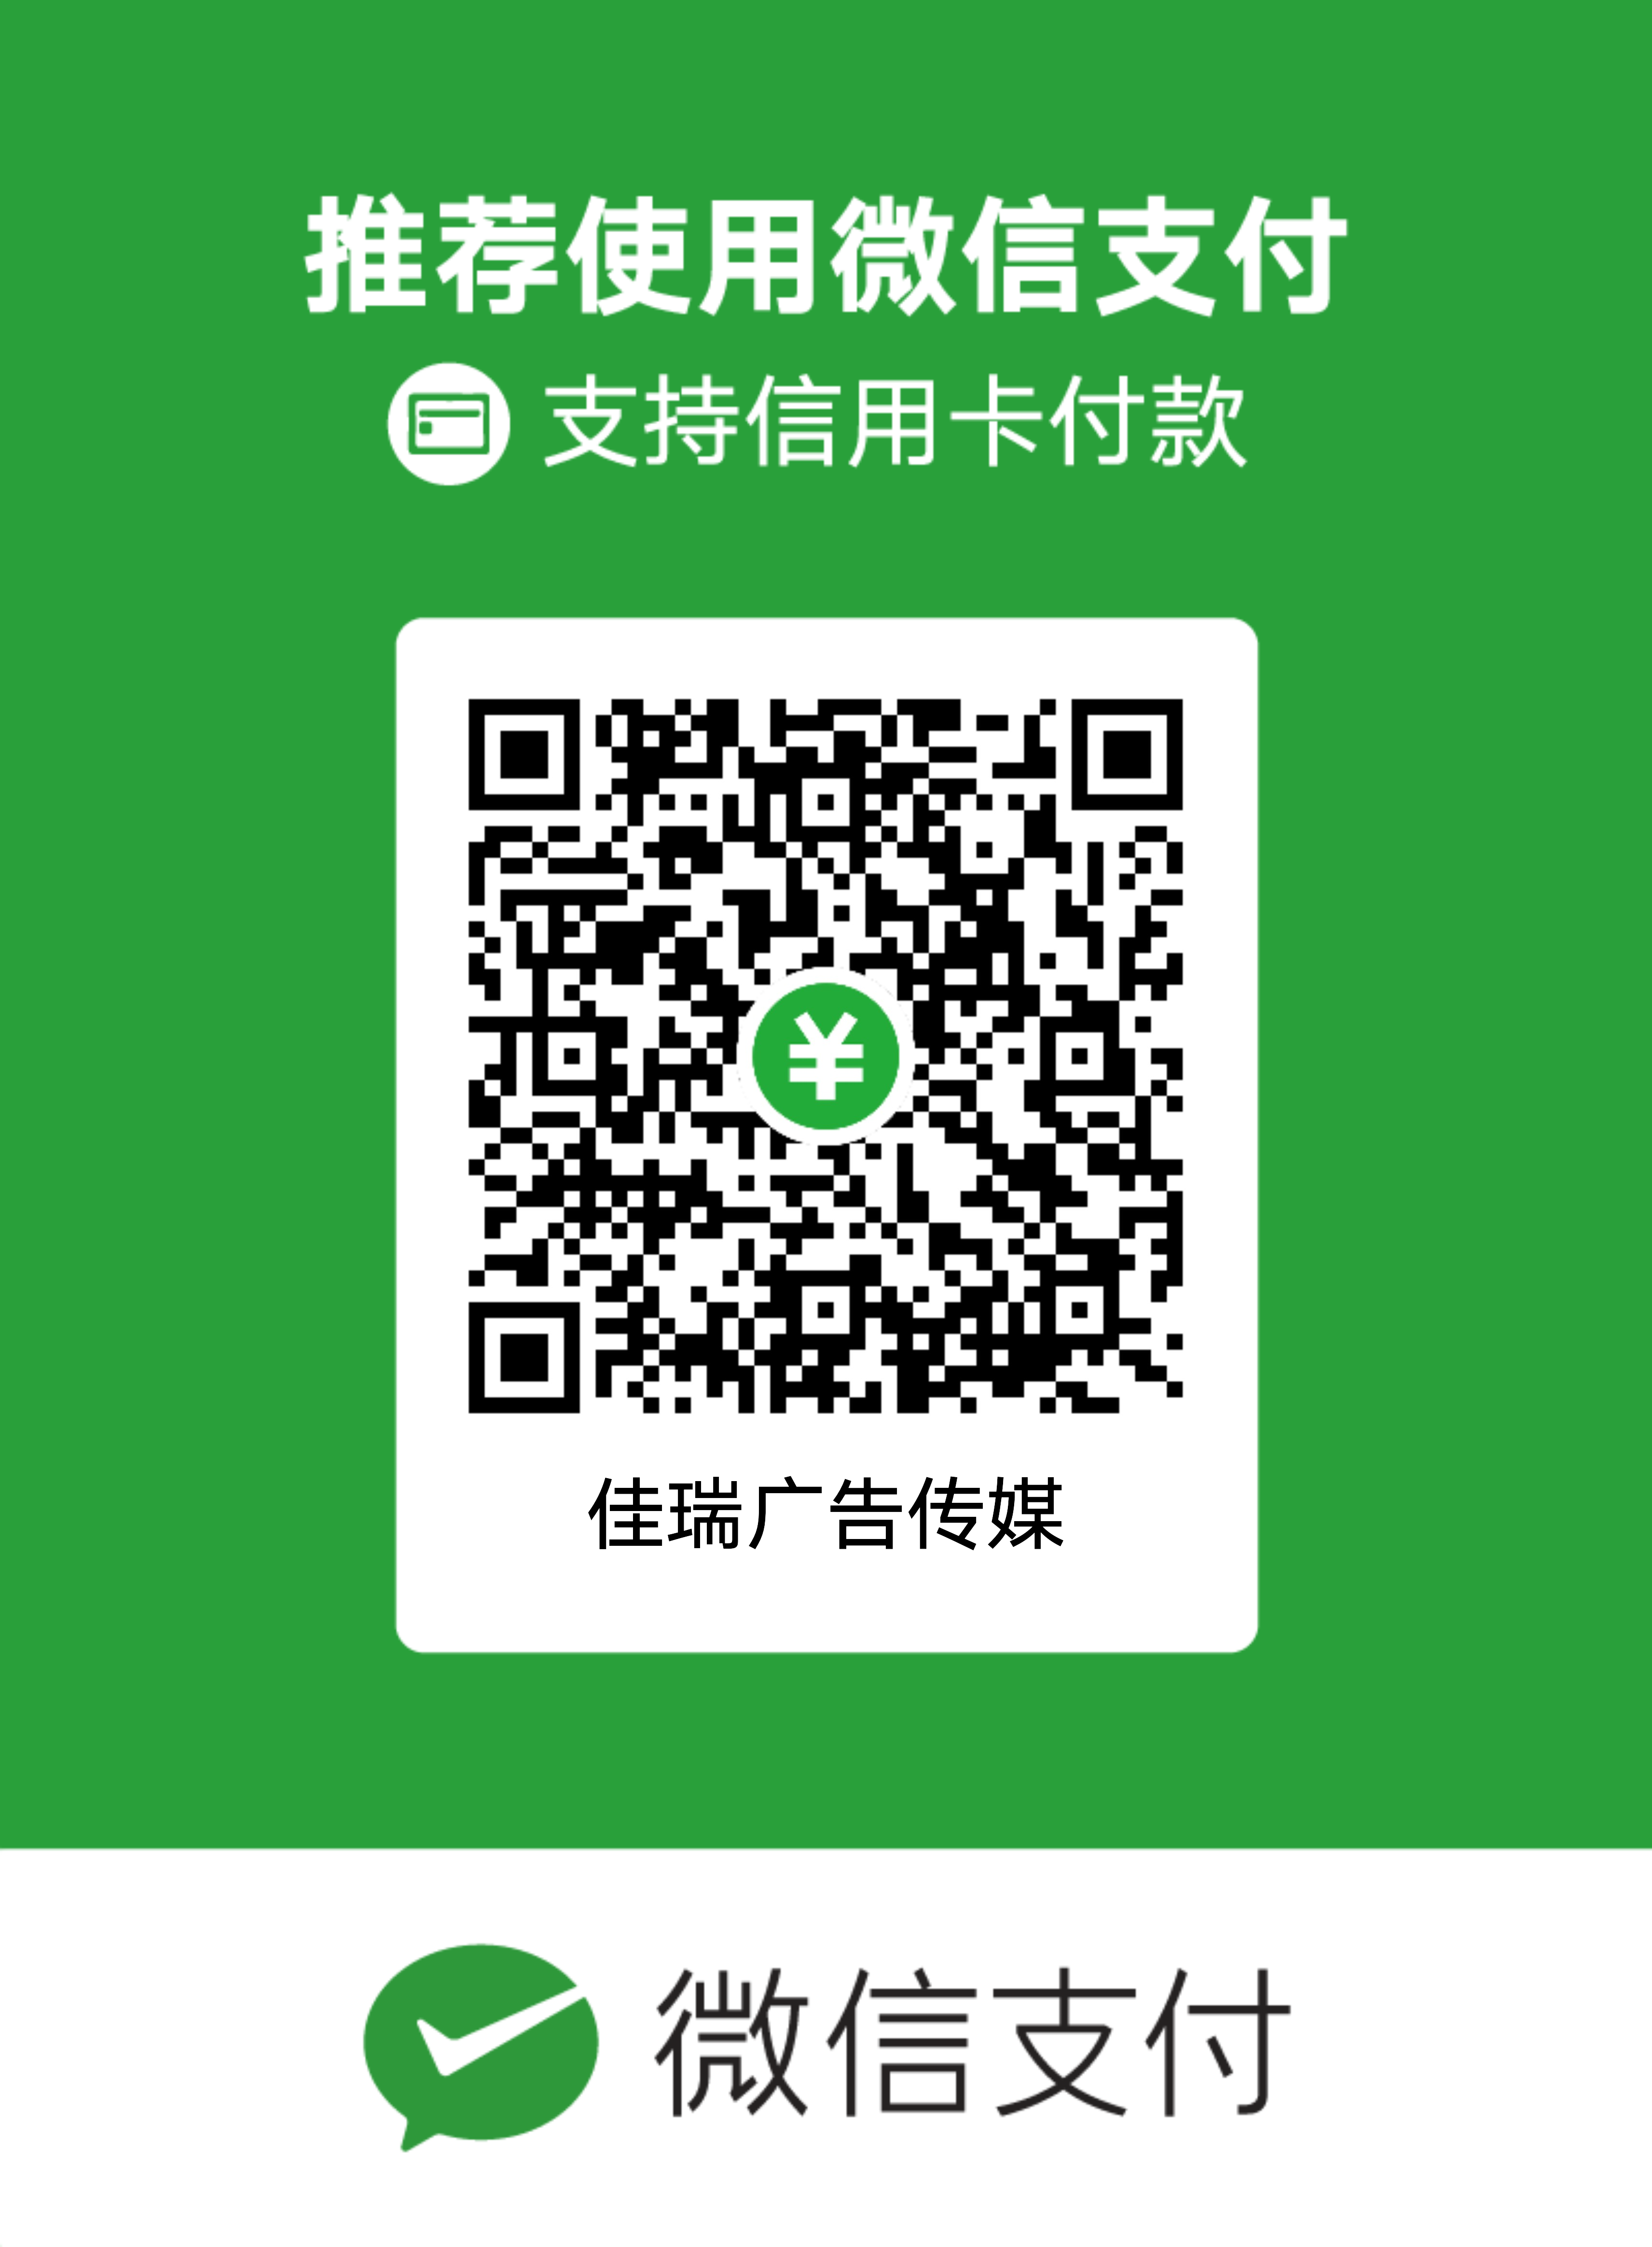 推荐使用微信支付
支持信用卡付款
¥
佳瑞广告传媒
微信支付